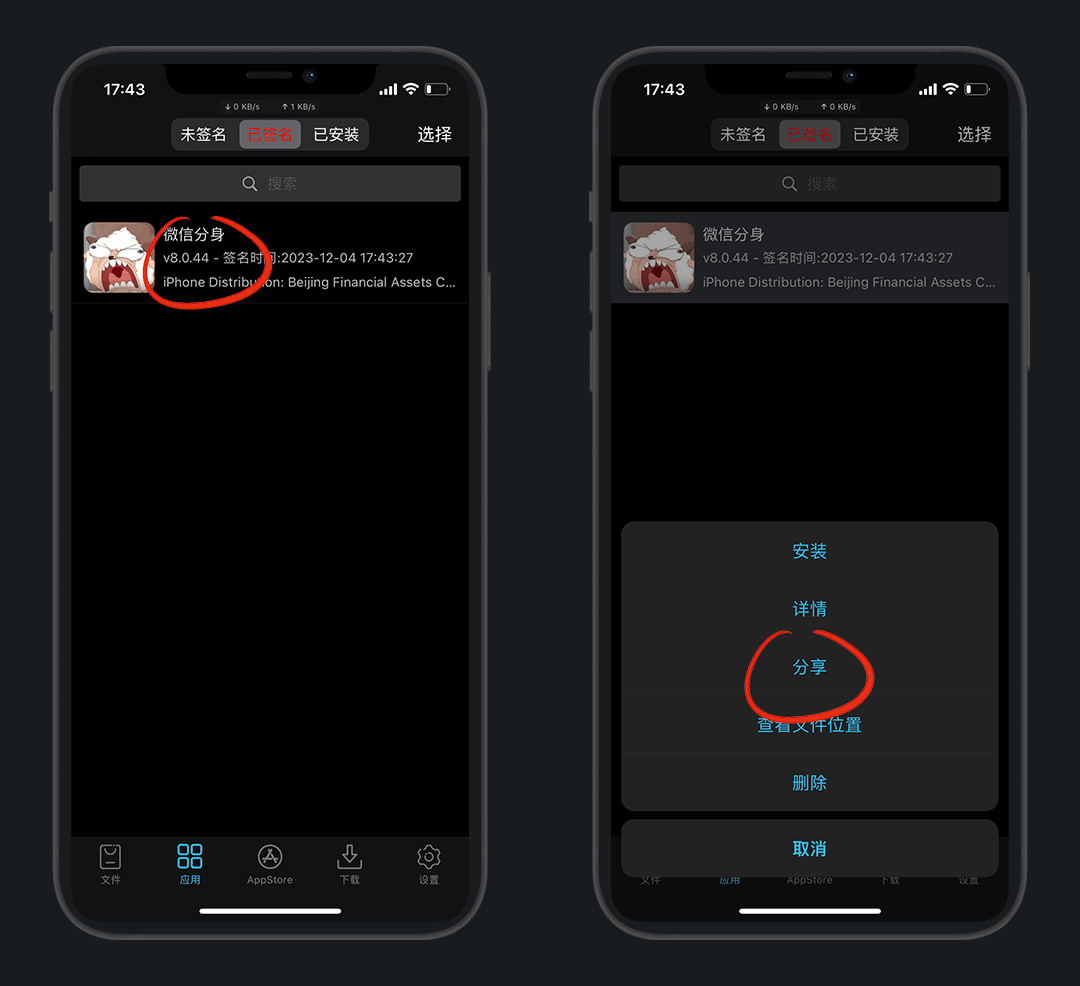 17:43
↓ 0 KB/s ↑ 1 KB/s
未签名 已签名 已安装 选择
搜索
微信分身
v8.0.44 - 签名时间:2023-12-04 17:43:27
iPhone Distribution: Beijing Financial Assets C...
文件 应用 AppStore 下载 设置
17:43
↓ 0 KB/s ↑ 0 KB/s
未签名 已签名 已安装 选择
搜索
微信分身
v8.0.44 - 签名时间:2023-12-04 17:43:27
iPhone Distribution: Beijing Financial Assets C...
安装
详情
分享
查看文件位置
删除
取消
文件 应用 AppStore 下载 设置